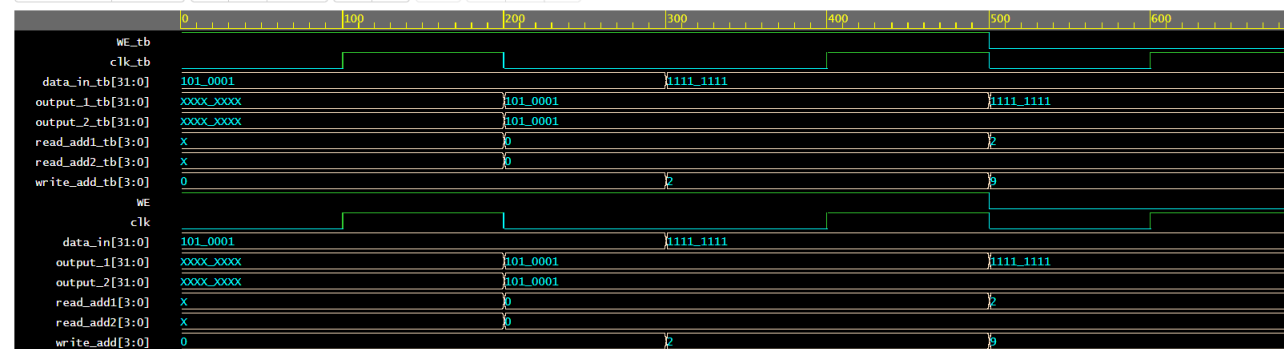 0 100 200 300 400 500 600
WE_tb
clk_tb
data_in_tb[31:0] 101_0001 1111_1111
output_1_tb[31:0] XXXX_XXXX 101_0001 1111_1111
output_2_tb[31:0] XXXX_XXXX 101_0001
read_add1_tb[3:0] X 0 2
read_add2_tb[3:0] X 0
write_add_tb[3:0] 0 2 9
WE
clk
data_in[31:0] 101_0001 1111_1111
output_1[31:0] XXXX_XXXX 101_0001 1111_1111
output_2[31:0] XXXX_XXXX 101_0001
read_add1[3:0] X 0 2
read_add2[3:0] X 0
write_add[3:0] 0 2 9